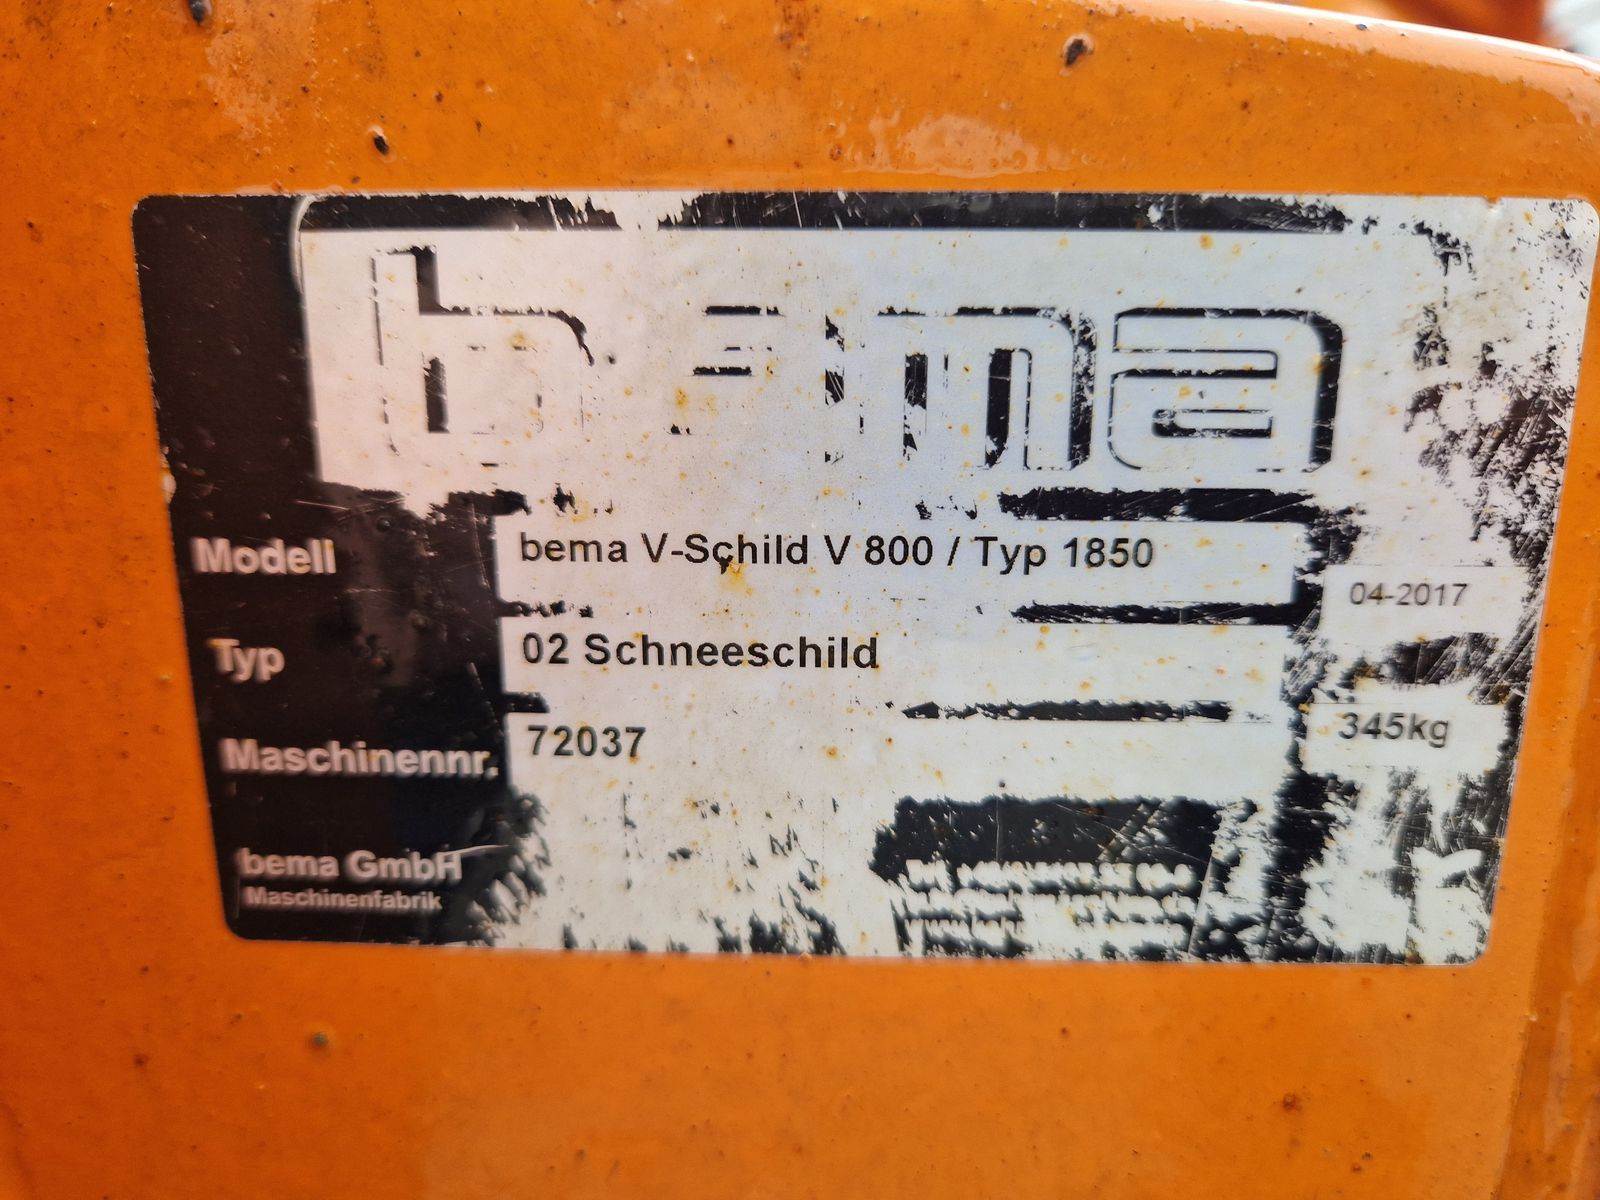 bema
Modell bema V-Schild V 800 / Typ 1850
04-2017
Typ 02 Schneeschild
Maschinennr. 72037
345kg
bema GmbH
Maschinenfabrik